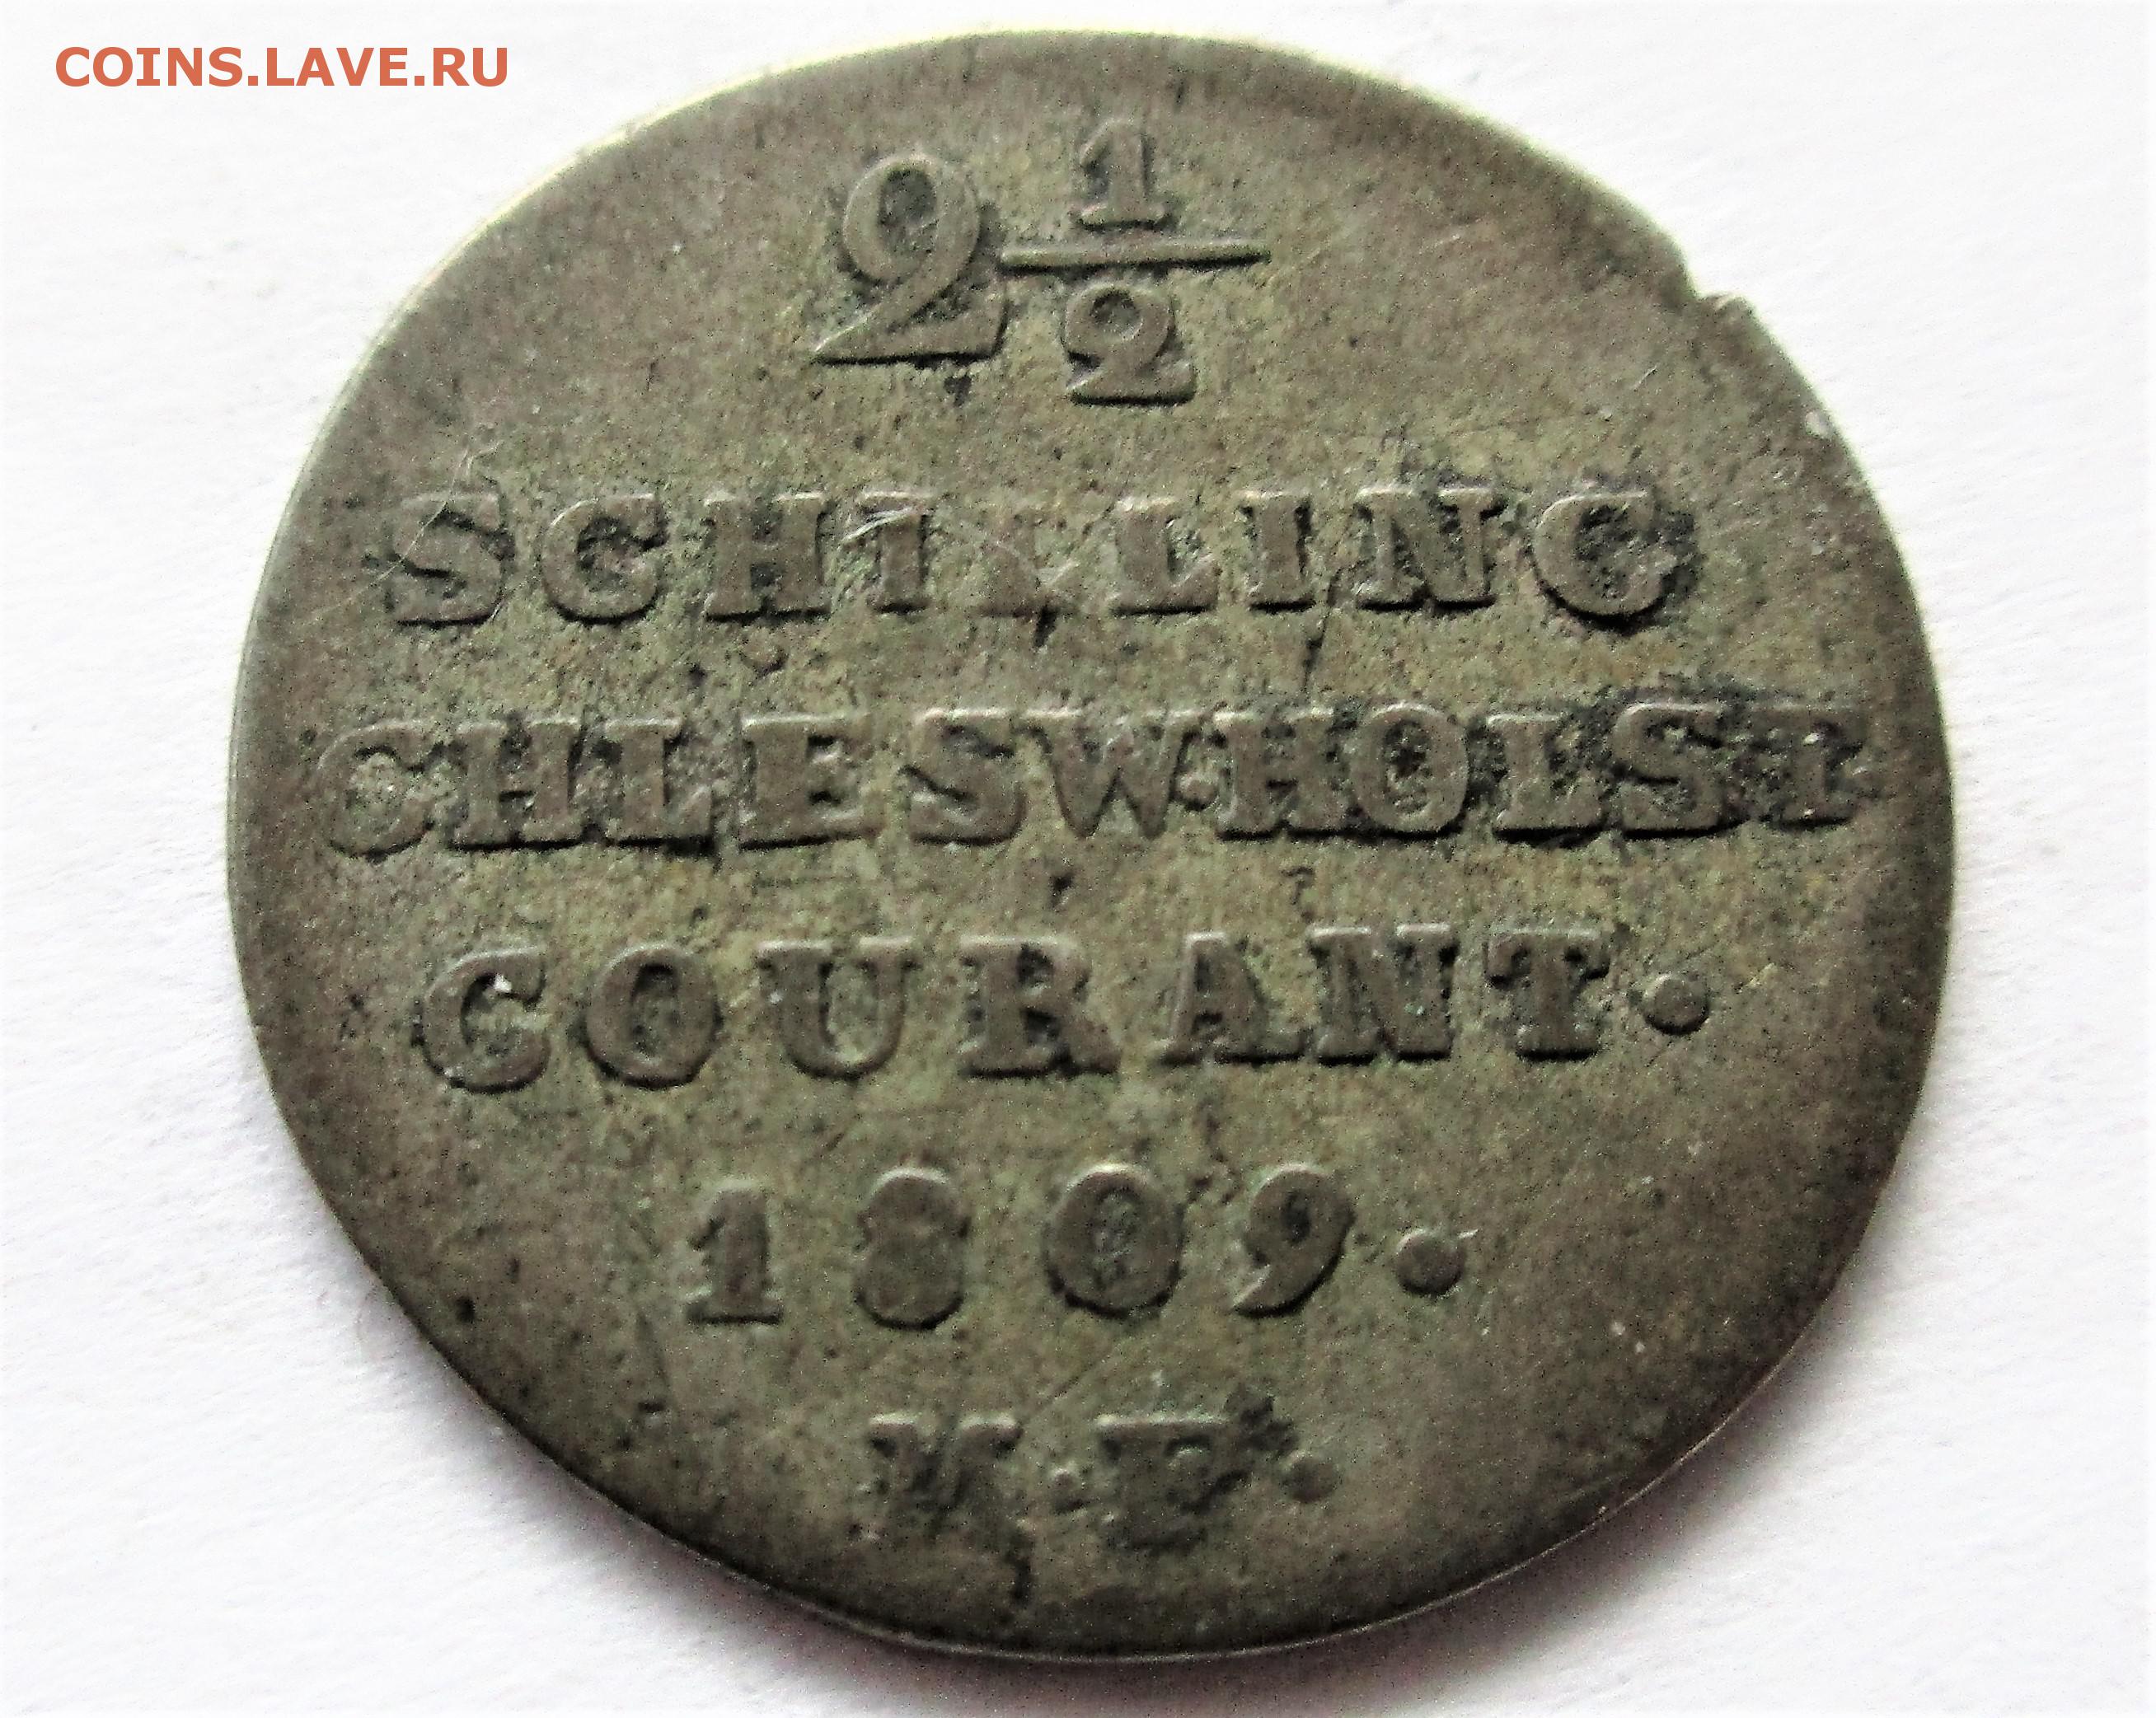 COINS.LAVE.RU
2 1/2
SCHILLING
CHLESW.HOLST.
COURANT.
1809.
M.F.